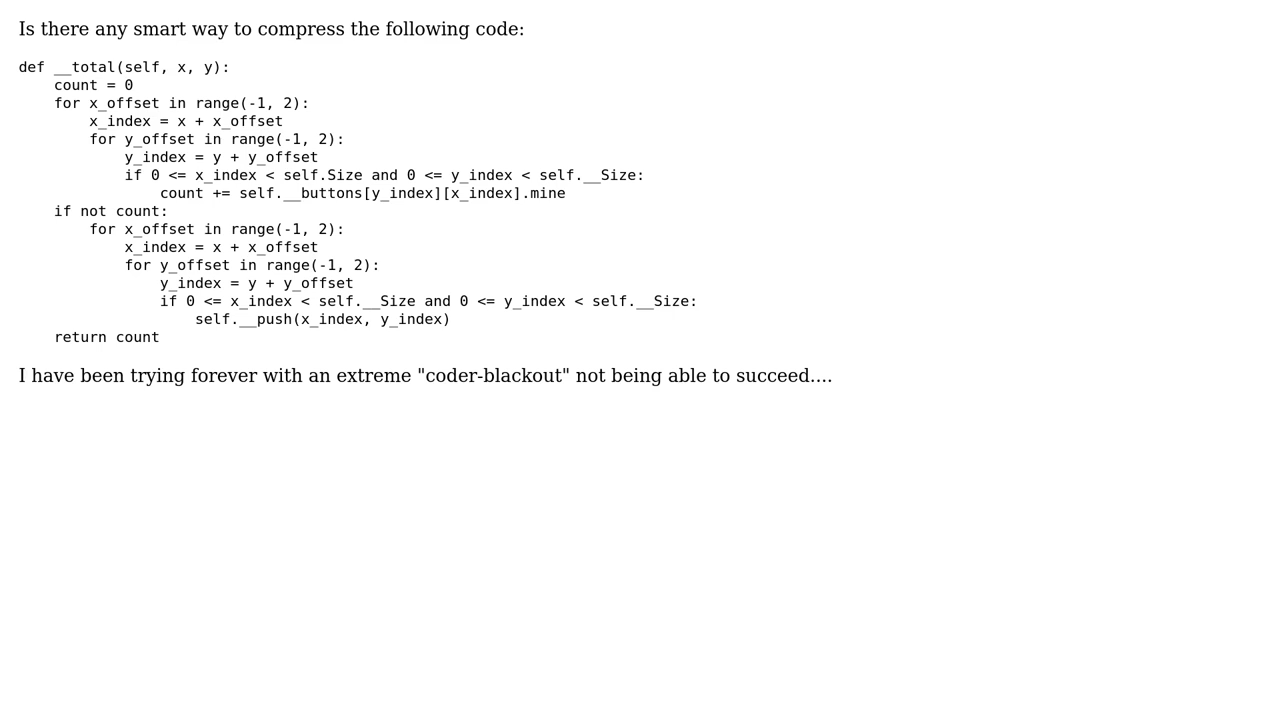 Is there any smart way to compress the following code:
def __total(self, x, y):
    count = 0
    for x_offset in range(-1, 2):
        x_index = x + x_offset
        for y_offset in range(-1, 2):
            y_index = y + y_offset
            if 0 <= x_index < self.Size and 0 <= y_index < self.__Size:
                count += self.__buttons[y_index][x_index].mine
    if not count:
        for x_offset in range(-1, 2):
            x_index = x + x_offset
            for y_offset in range(-1, 2):
                y_index = y + y_offset
                if 0 <= x_index < self.__Size and 0 <= y_index < self.__Size:
                    self.__push(x_index, y_index)
    return count
I have been trying forever with an extreme "coder-blackout" not being able to succeed....